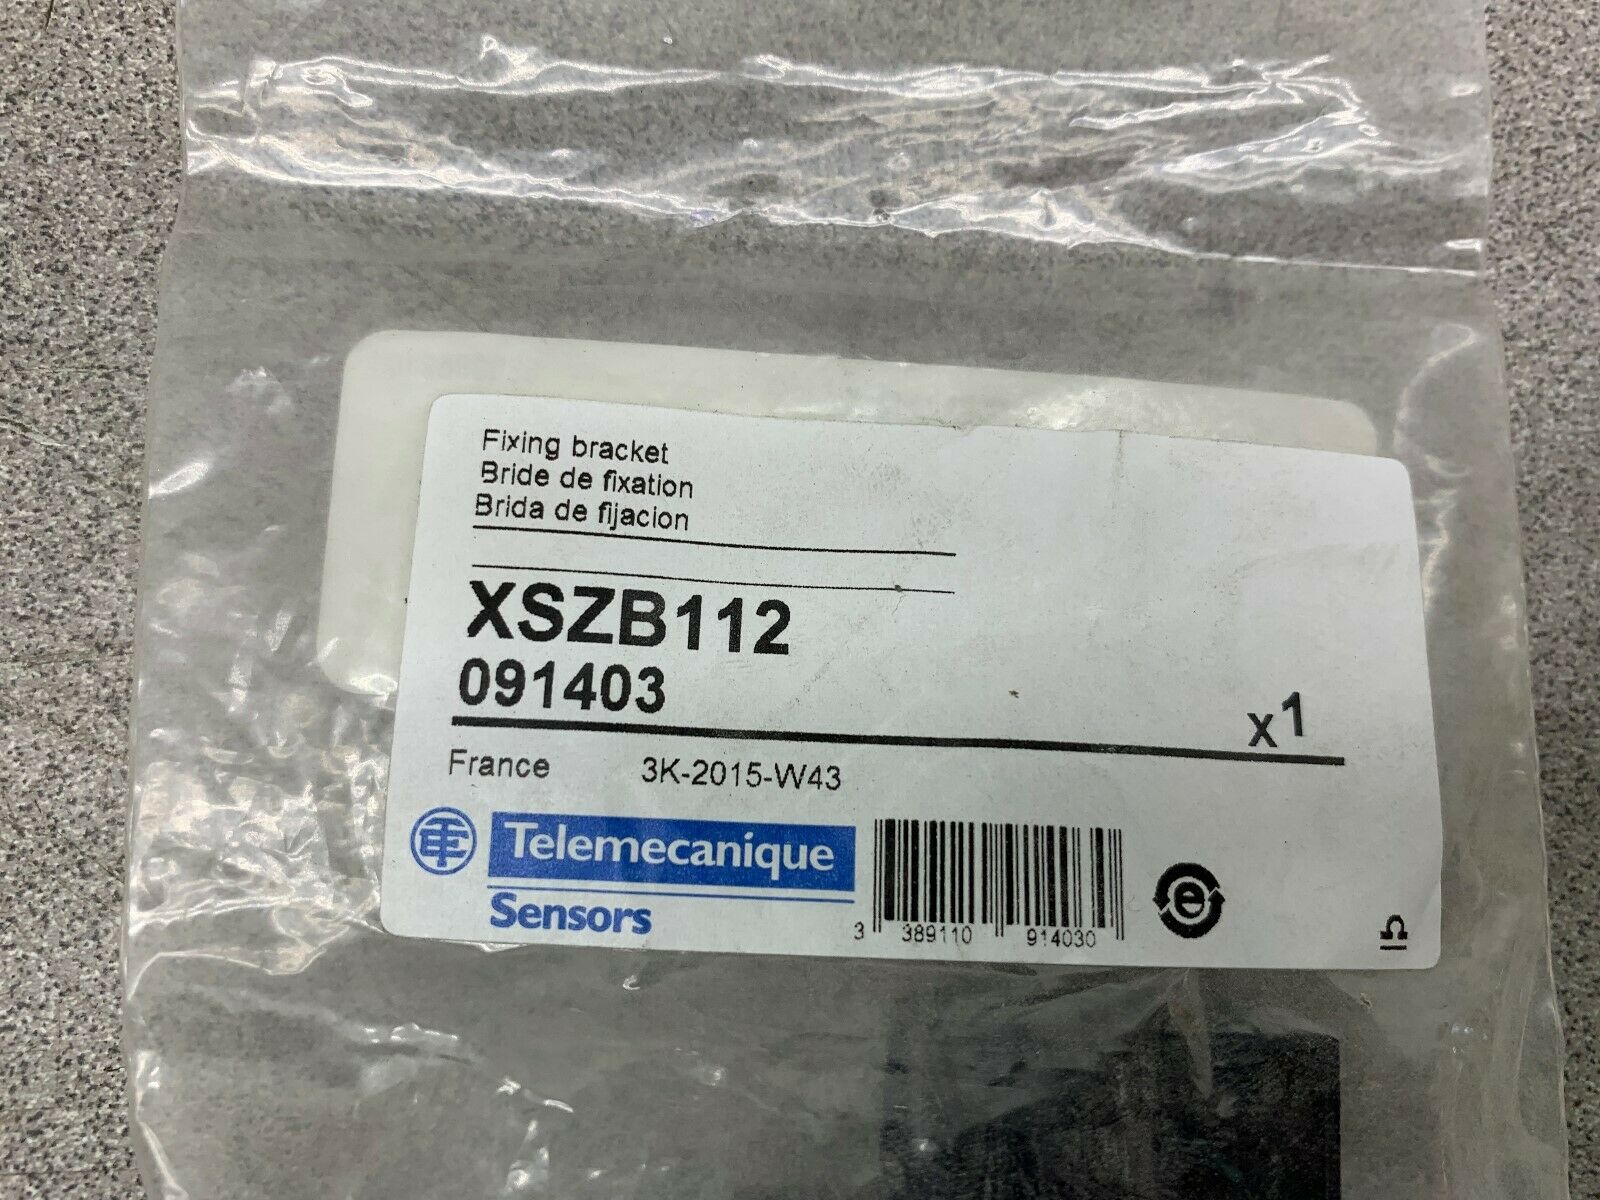 Fixing bracket
Bride de fixation
Brida de fijacion
XSZB112
091403
x1
France 3K-2015-W43
Telemecanique
Sensors
3 389110 914030
e